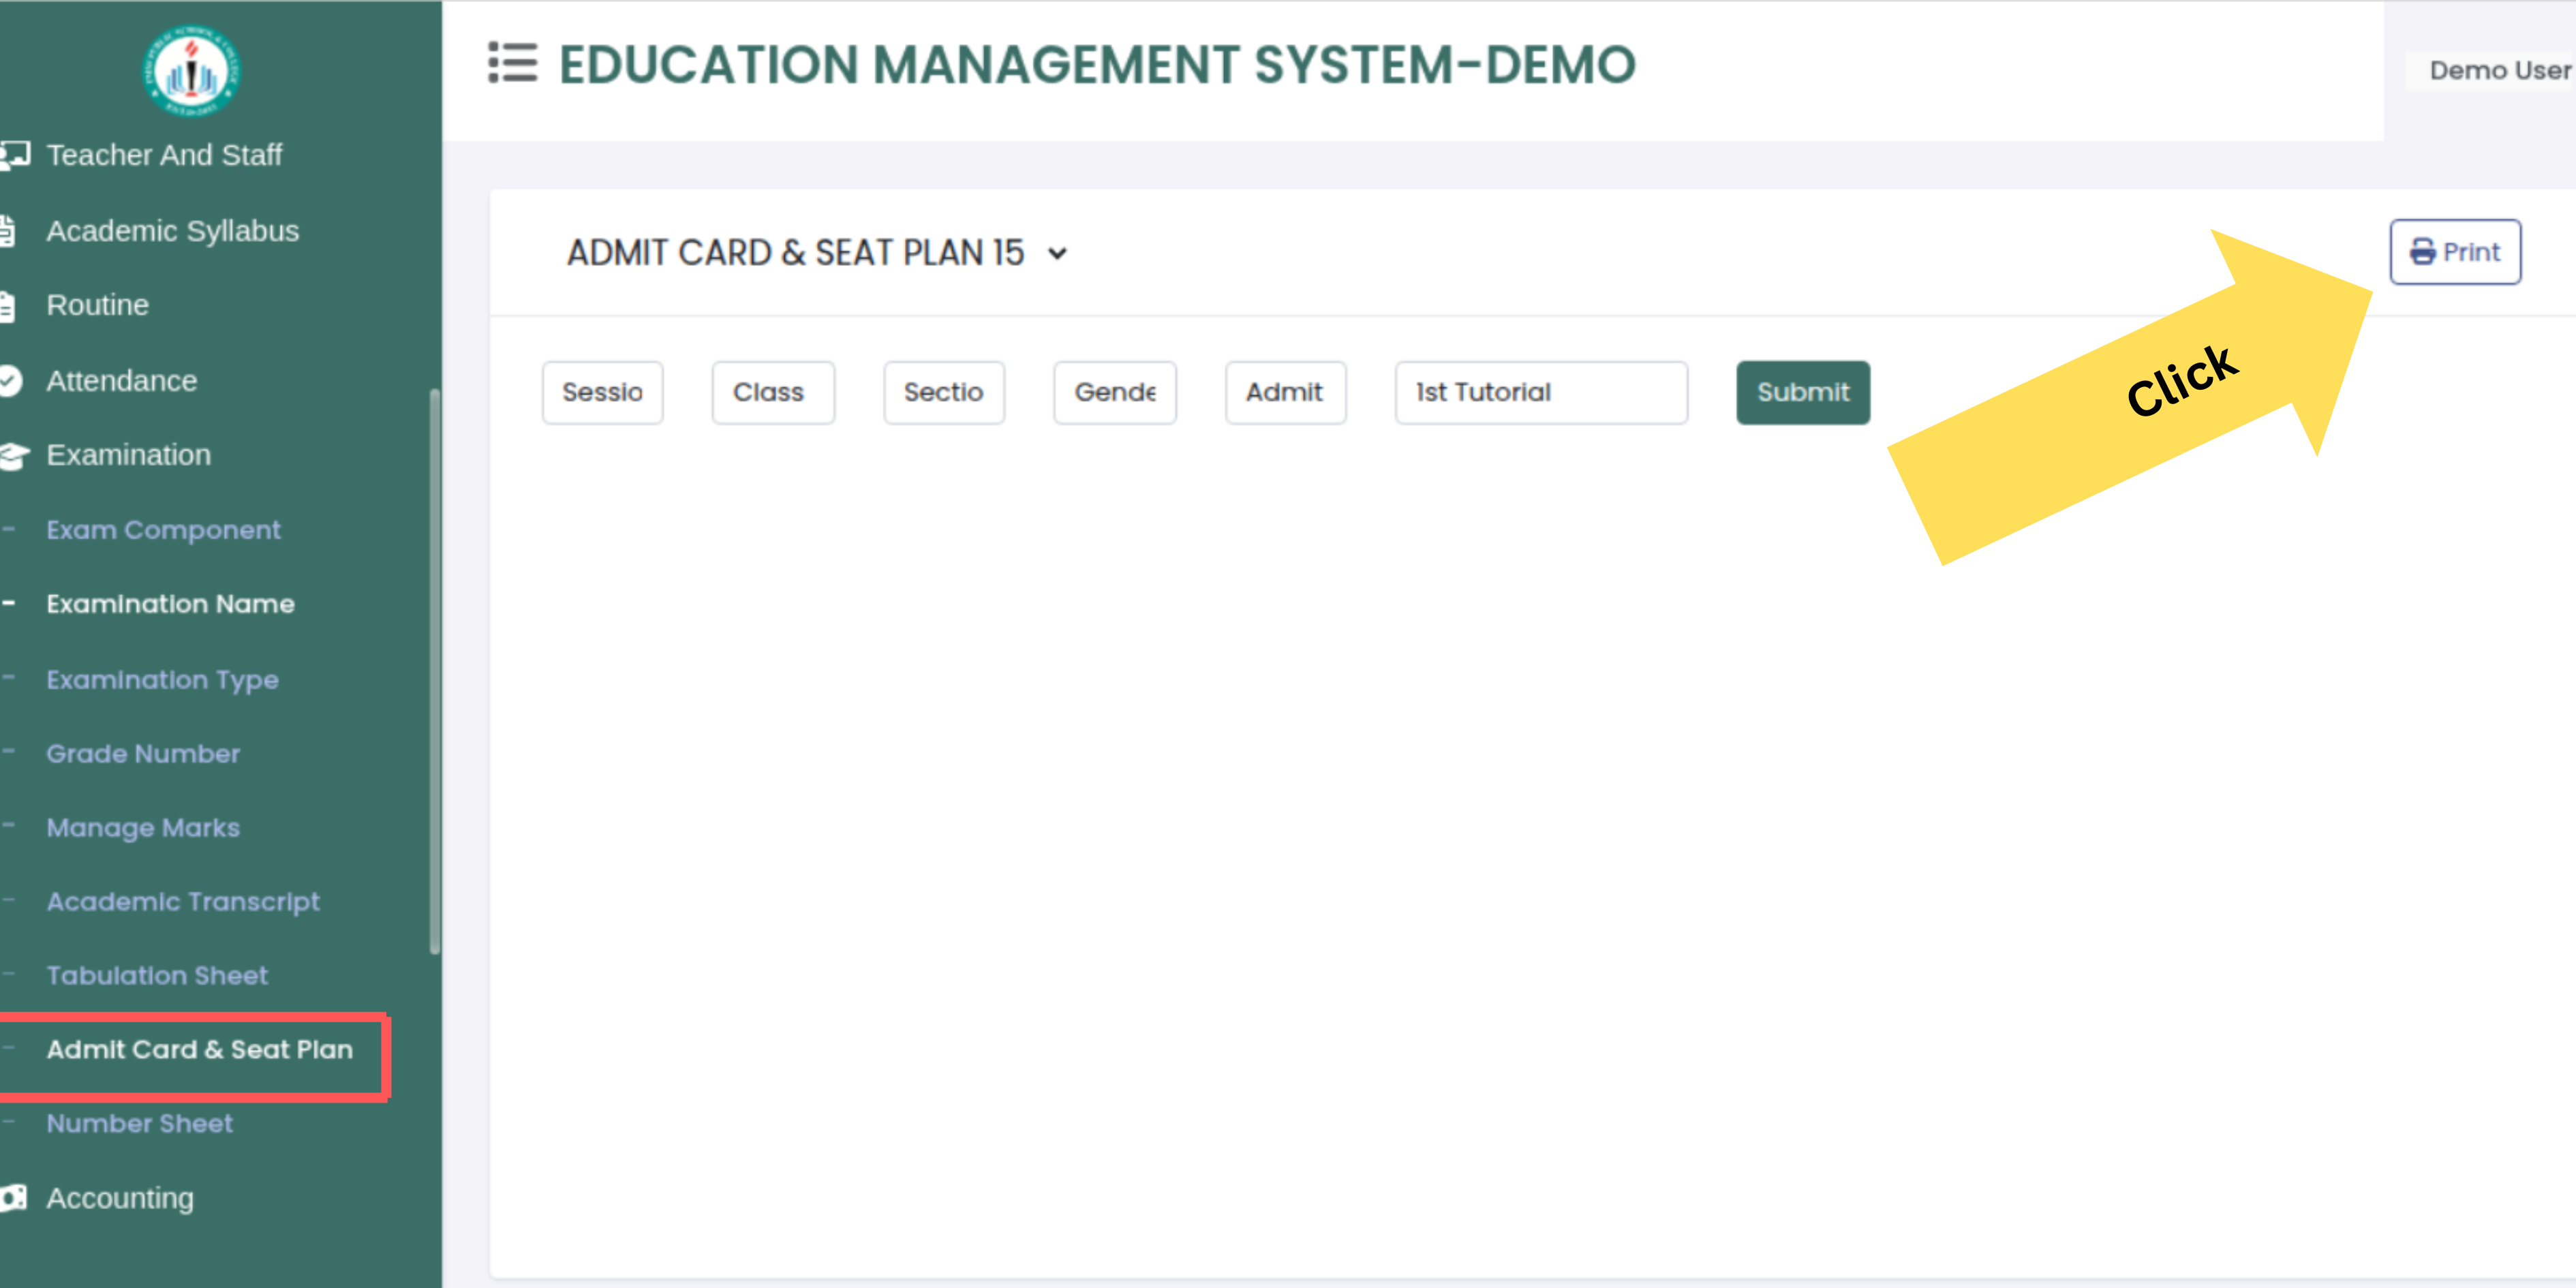 EDUCATION MANAGEMENT SYSTEM-DEMO
Demo User
Teacher And Staff
Academic Syllabus
Routine
Attendance
Examination
Exam Component
Examination Name
Examination Type
Grade Number
Manage Marks
Academic Transcript
Tabulation Sheet
Admit Card & Seat Plan
Number Sheet
Accounting
ADMIT CARD & SEAT PLAN 15
Print
Sessio Class Sectio Gende Admit 1st Tutorial Submit
Click